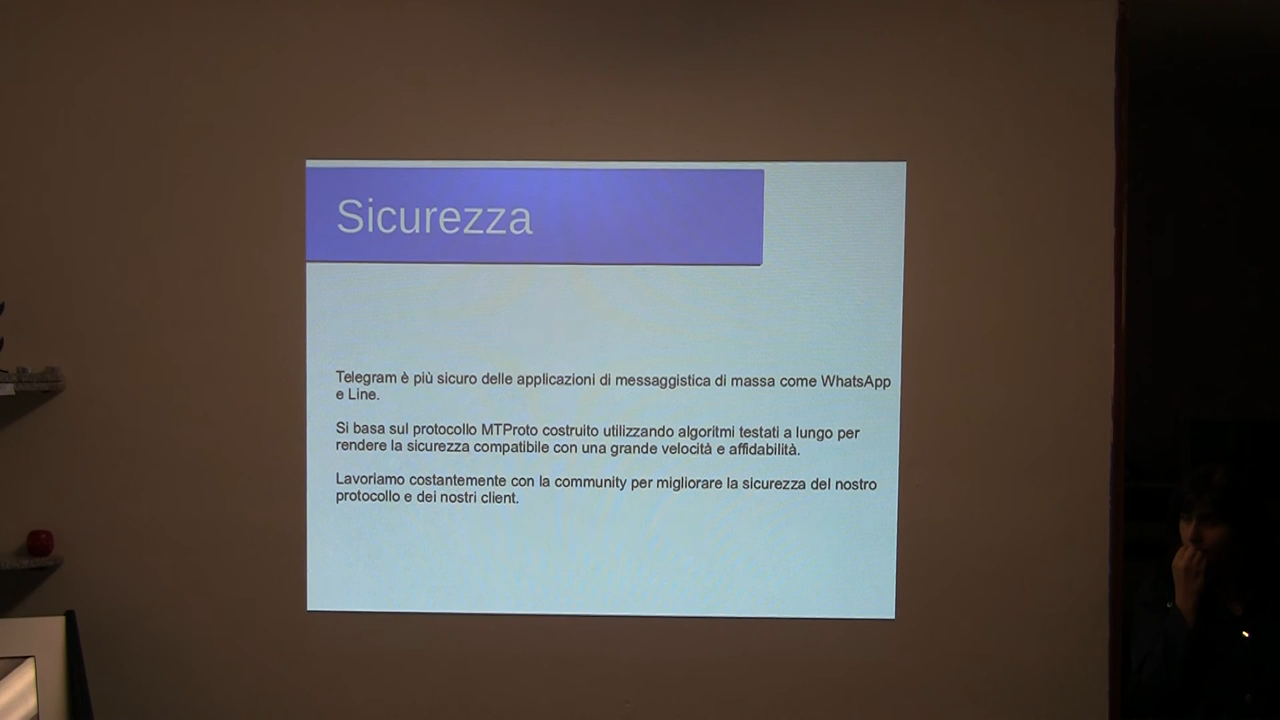 Sicurezza
Telegram è più sicuro delle applicazioni di messaggistica di massa come WhatsApp
e Line.
Si basa sul protocollo MTProto costruito utilizzando algoritmi testati a lungo per
rendere la sicurezza compatibile con una grande velocità e affidabilità.
Lavoriamo costantemente con la community per migliorare la sicurezza del nostro
protocollo e dei nostri client.